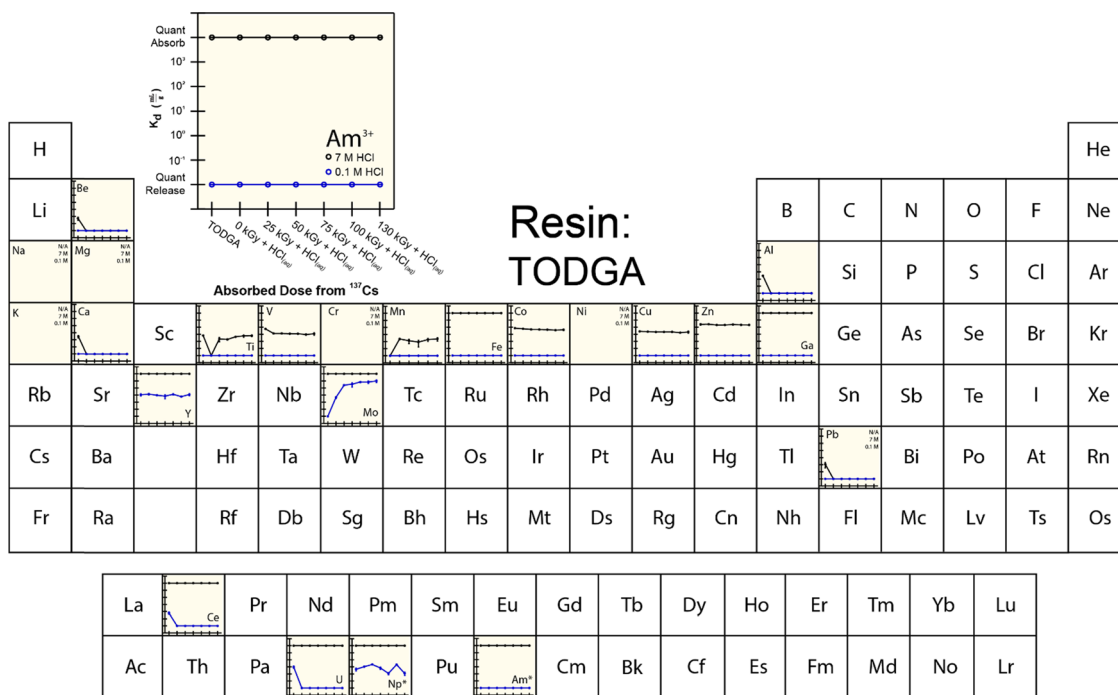 Quant
Absorb
10³
10²
10¹
10⁰
10⁻¹
Quant
Release
K_d (mL/g)
Am³⁺
7 M HCl
0.1 M HCl
TODGA
0 kGy + HCl(aq)
25 kGy + HCl(aq)
50 kGy + HCl(aq)
75 kGy + HCl(aq)
100 kGy + HCl(aq)
130 kGy + HCl(aq)
Absorbed Dose from ¹³⁷Cs
Resin:
TODGA
H He
Li Be B C N O F Ne
Na N/A 7 M 0.1 M Mg N/A 7 M 0.1 M Al N/A 7 M 0.1 M Si P S Cl Ar
K N/A 7 M 0.1 M Ca N/A 7 M 0.1 M Sc Ti V Cr N/A 7 M 0.1 M Mn Fe Co Ni N/A 7 M 0.1 M Cu Zn Ga Ge As Se Br Kr
Rb Sr Y Zr Nb Mo Tc Ru Rh Pd Ag Cd In Sn Sb Te I Xe
Cs Ba Hf Ta W Re Os Ir Pt Au Hg Tl Pb N/A 7 M 0.1 M Bi Po At Rn
Fr Ra Rf Db Sg Bh Hs Mt Ds Rg Cn Nh Fl Mc Lv Ts Os
La Ce Pr Nd Pm Sm Eu Gd Tb Dy Ho Er Tm Yb Lu
Ac Th Pa U Np* Pu Am* Cm Bk Cf Es Fm Md No Lr